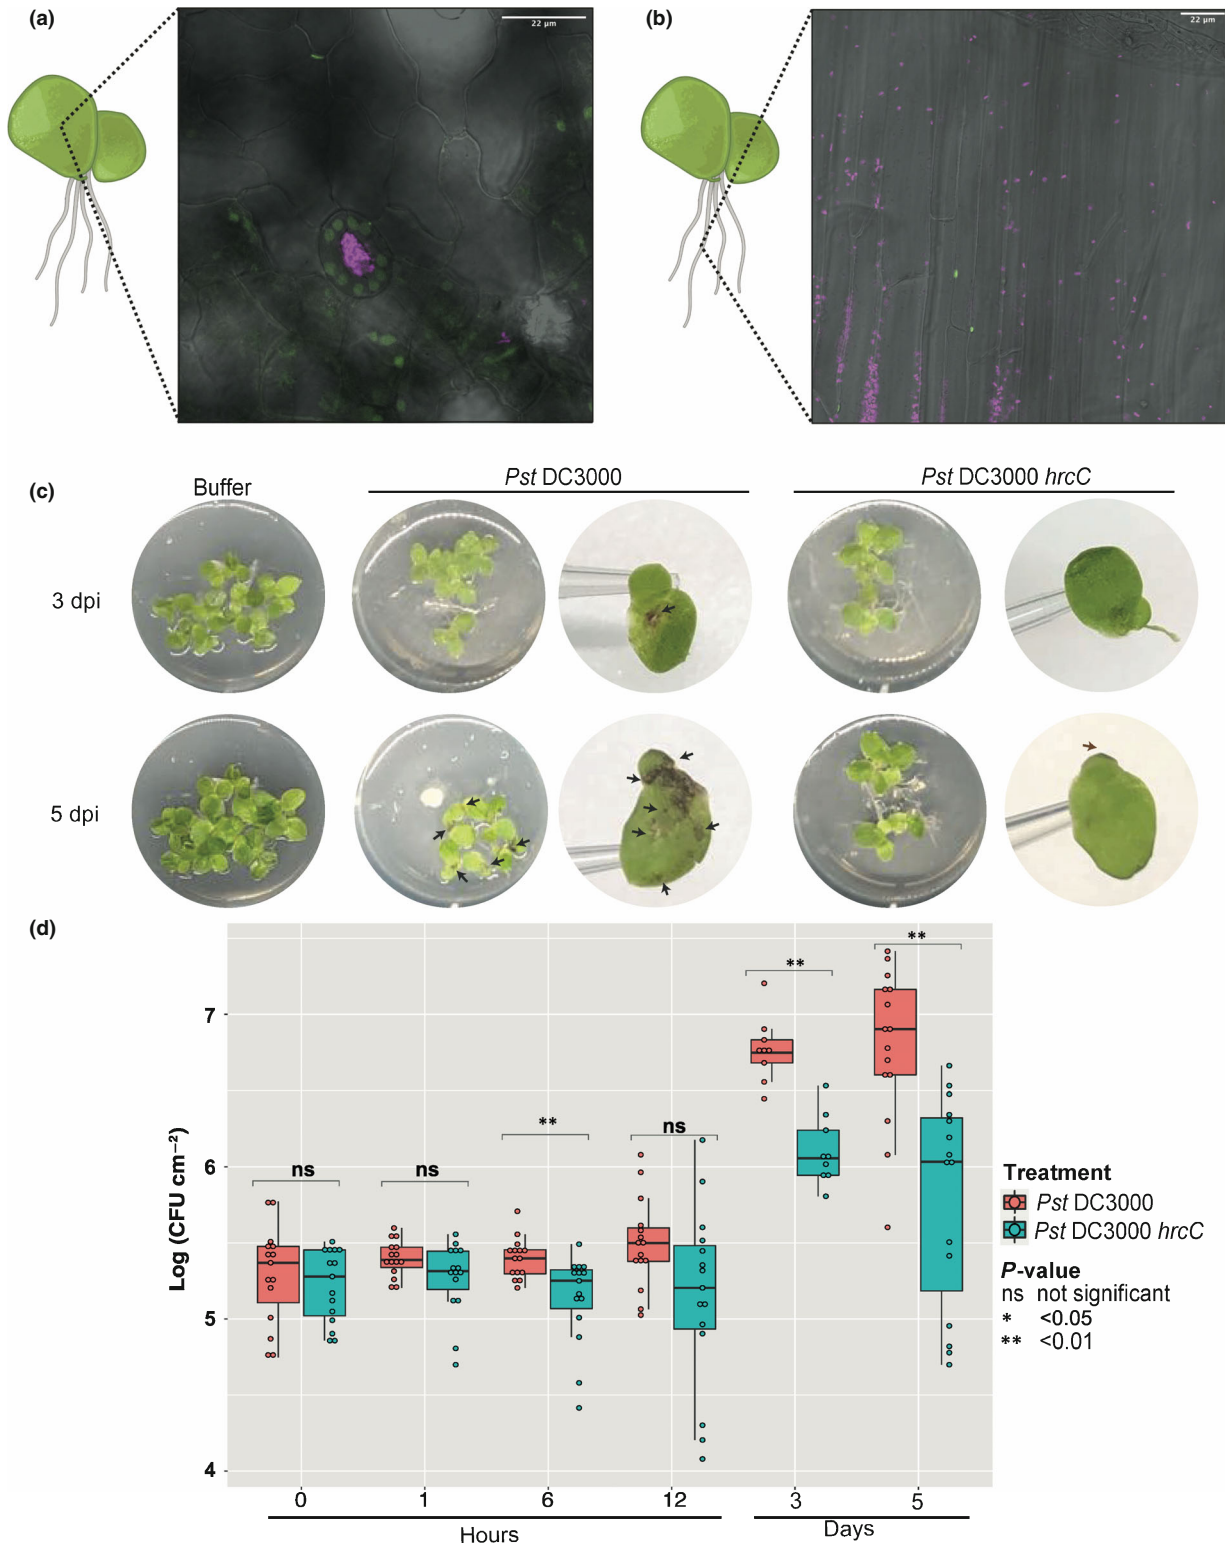 (a)
22 µm
(b)
22 µm
(c)
Buffer
Pst DC3000
Pst DC3000 hrcC
3 dpi
5 dpi
(d)
Log (CFU cm⁻²)
7
6
5
4
ns
ns
**
ns
**
**
0
1
6
12
3
5
Hours
Days
Treatment
Pst DC3000
Pst DC3000 hrcC
P-value
ns not significant
* <0.05
** <0.01